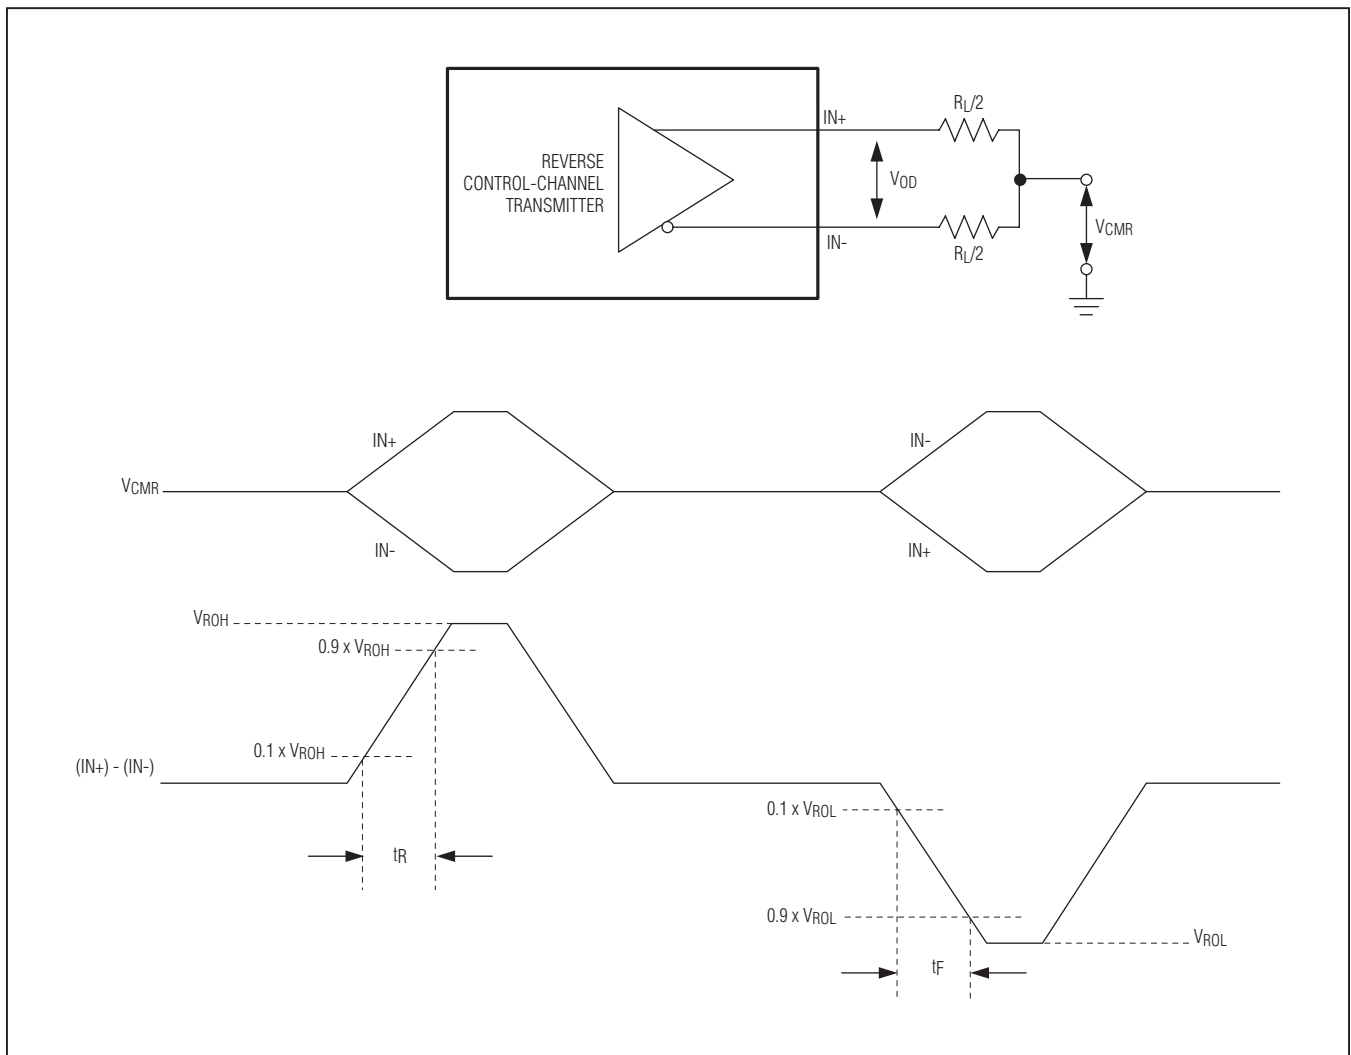 RL/2
IN+
REVERSE
CONTROL-CHANNEL
TRANSMITTER
VOD
VCMR
IN-
RL/2
IN+
IN-
VCMR
IN-
IN+
VROH
0.9 x VROH
0.1 x VROH
(IN+) - (IN-)
0.1 x VROL
tR
0.9 x VROL
VROL
tF